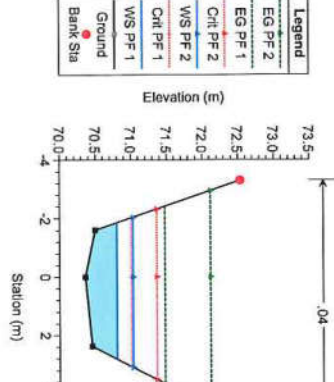 Legend
EG PF 2
EG PF 1
Crit PF 2
WS PF 2
Crit PF 1
WS PF 1
Ground
Bank Sta
.04
Elevation (m)
73.5
73.0
72.5
72.0
71.5
71.0
70.5
70.0
-4
-2
0
2
Station (m)